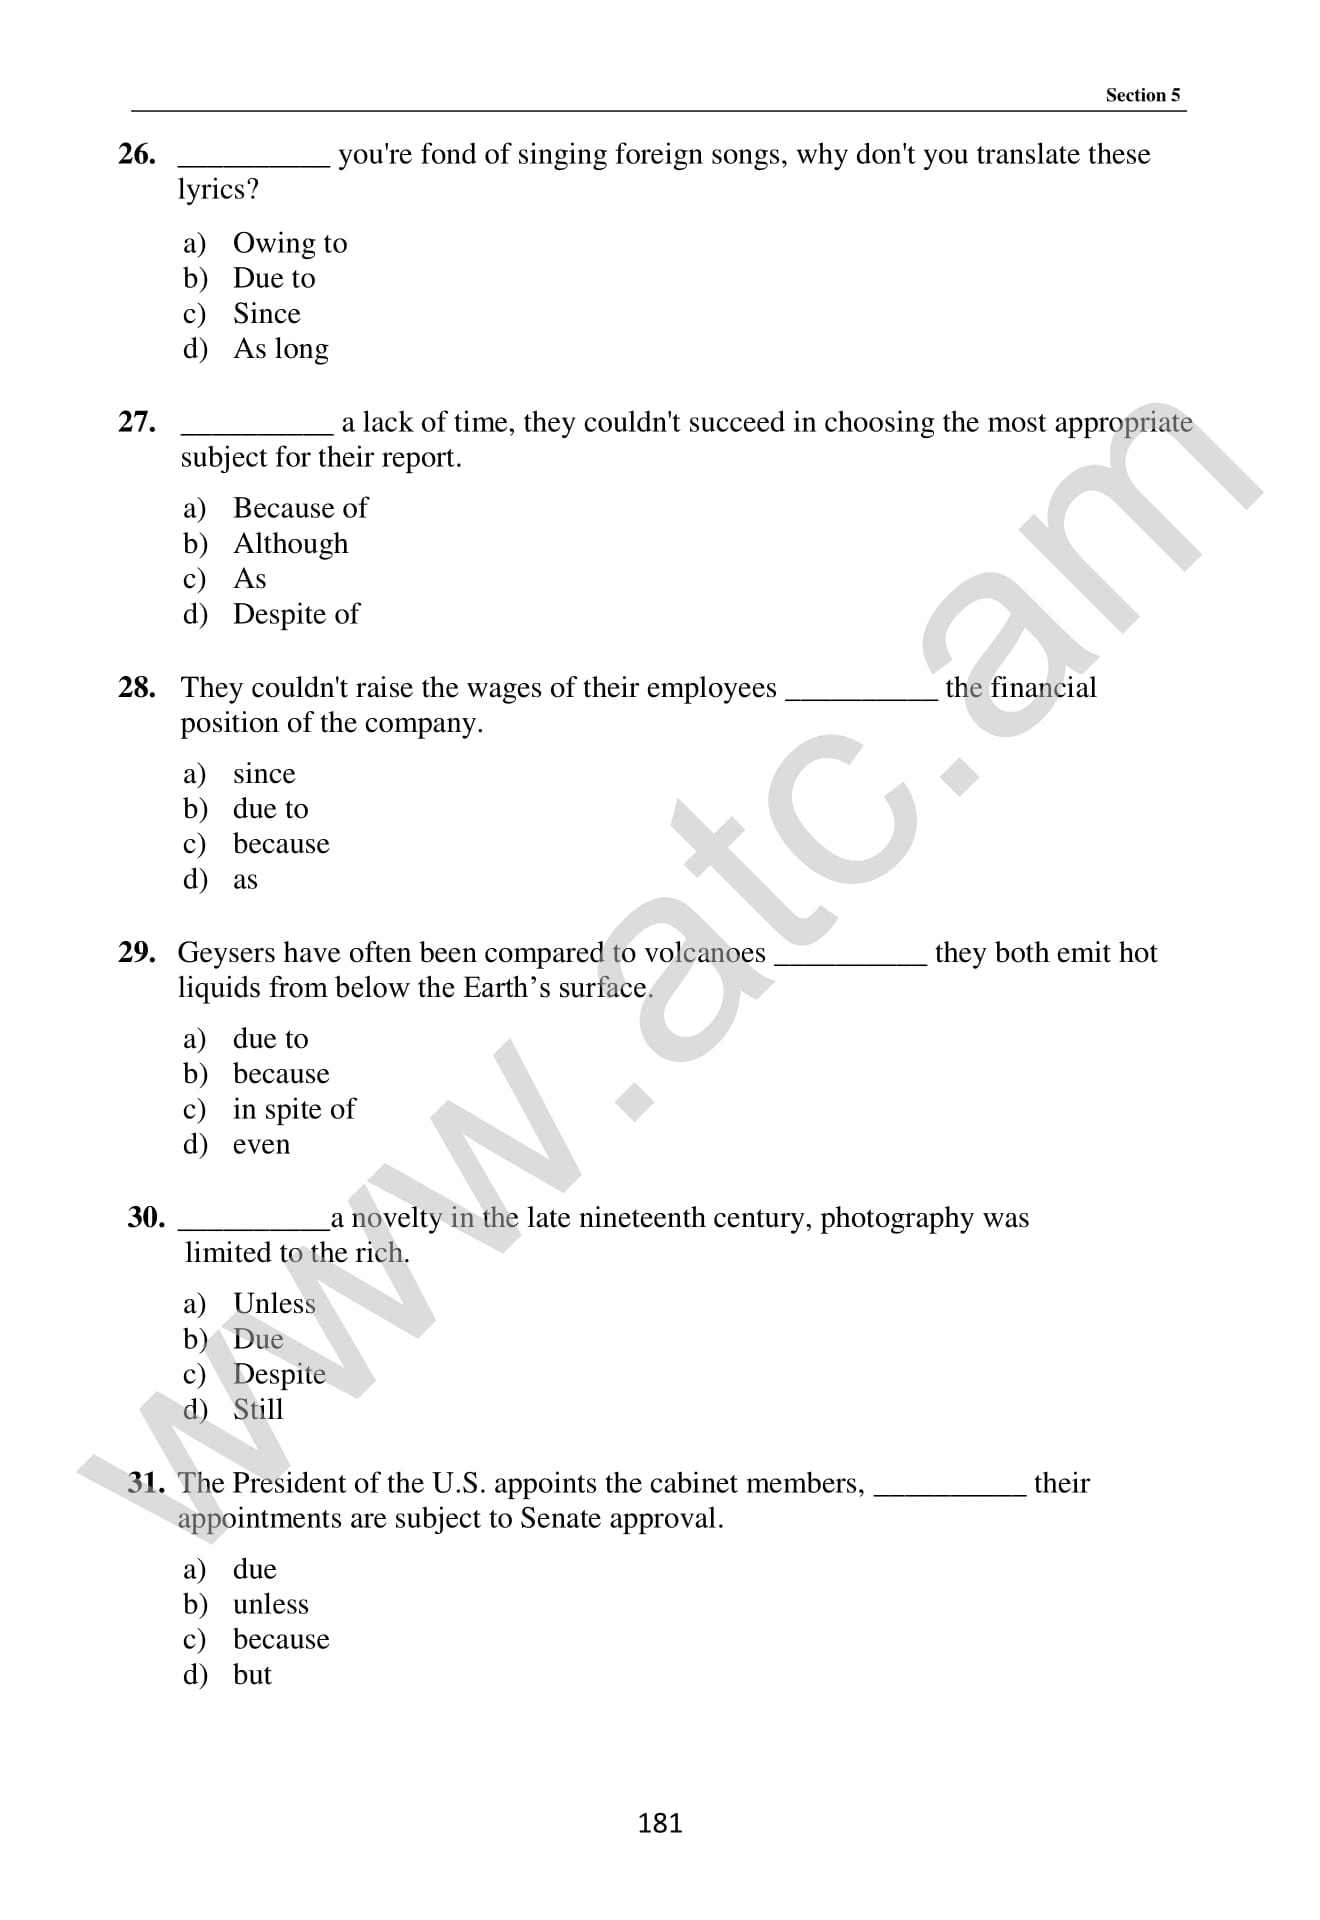 Section 5
26. __________ you're fond of singing foreign songs, why don't you translate these
lyrics?
a) Owing to
b) Due to
c) Since
d) As long
27. __________ a lack of time, they couldn't succeed in choosing the most appropriate
subject for their report.
a) Because of
b) Although
c) As
d) Despite of
28. They couldn't raise the wages of their employees __________ the financial
position of the company.
a) since
b) due to
c) because
d) as
29. Geysers have often been compared to volcanoes __________ they both emit hot
liquids from below the Earth’s surface.
a) due to
b) because
c) in spite of
d) even
30. __________a novelty in the late nineteenth century, photography was
limited to the rich.
a) Unless
b) Due
c) Despite
d) Still
31. The President of the U.S. appoints the cabinet members, __________ their
appointments are subject to Senate approval.
a) due
b) unless
c) because
d) but
181
www.atc.am